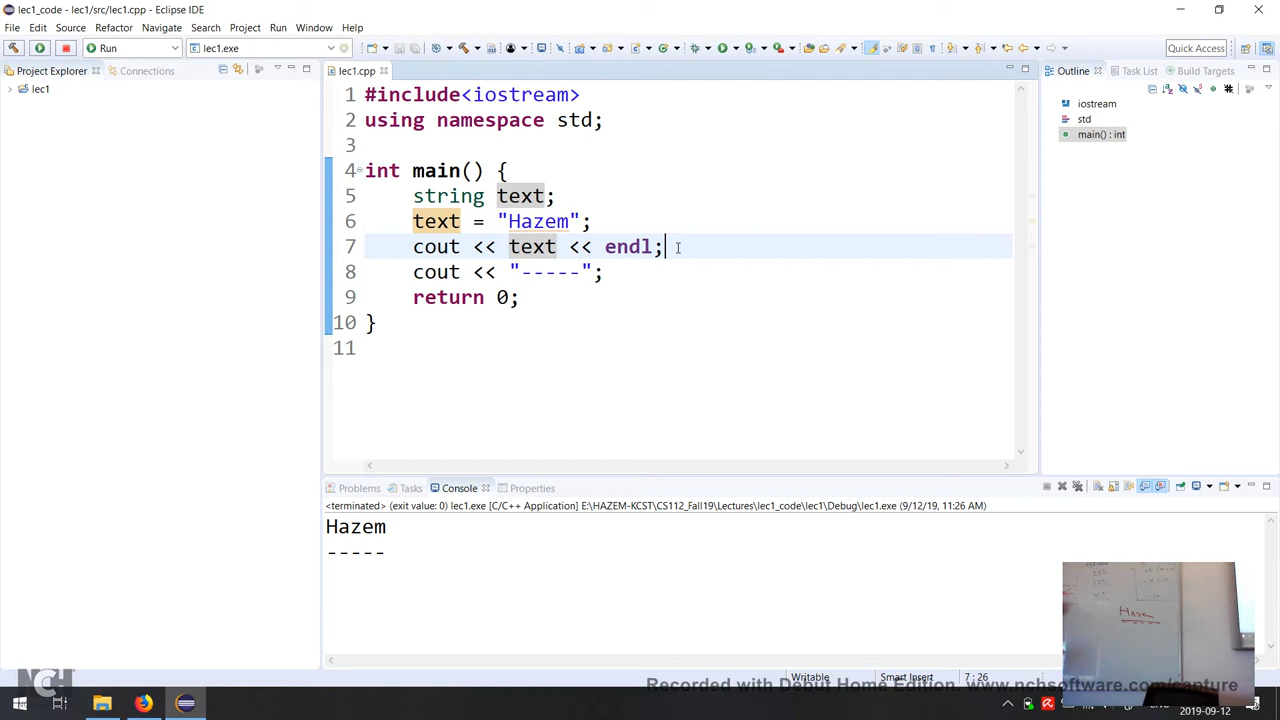 lec1_code - lec1/src/lec1.cpp - Eclipse IDE
File Edit Source Refactor Navigate Search Project Run Window Help
Run lec1.exe Quick Access
Project Explorer Connections
lec1
lec1.cpp
1 #include<iostream>
2 using namespace std;
3
4 int main() {
5 string text;
6 text = "Hazem";
7 cout << text << endl;
8 cout << "-----";
9 return 0;
10 }
11
Outline Task List Build Targets
iostream
std
main() : int
Problems Tasks Console Properties
<terminated> (exit value: 0) lec1.exe [C/C++ Application] E:\HAZEM-KCST\CS112_Fall19\Lectures\lec1_code\lec1\Debug\lec1.exe (9/12/19, 11:26 AM)
Hazem
-----
Hazem
Writable Smart Insert 7 : 26
NCH
Recorded with Debut Home Edition. www.nchsoftware.com/capture
2019-09-12